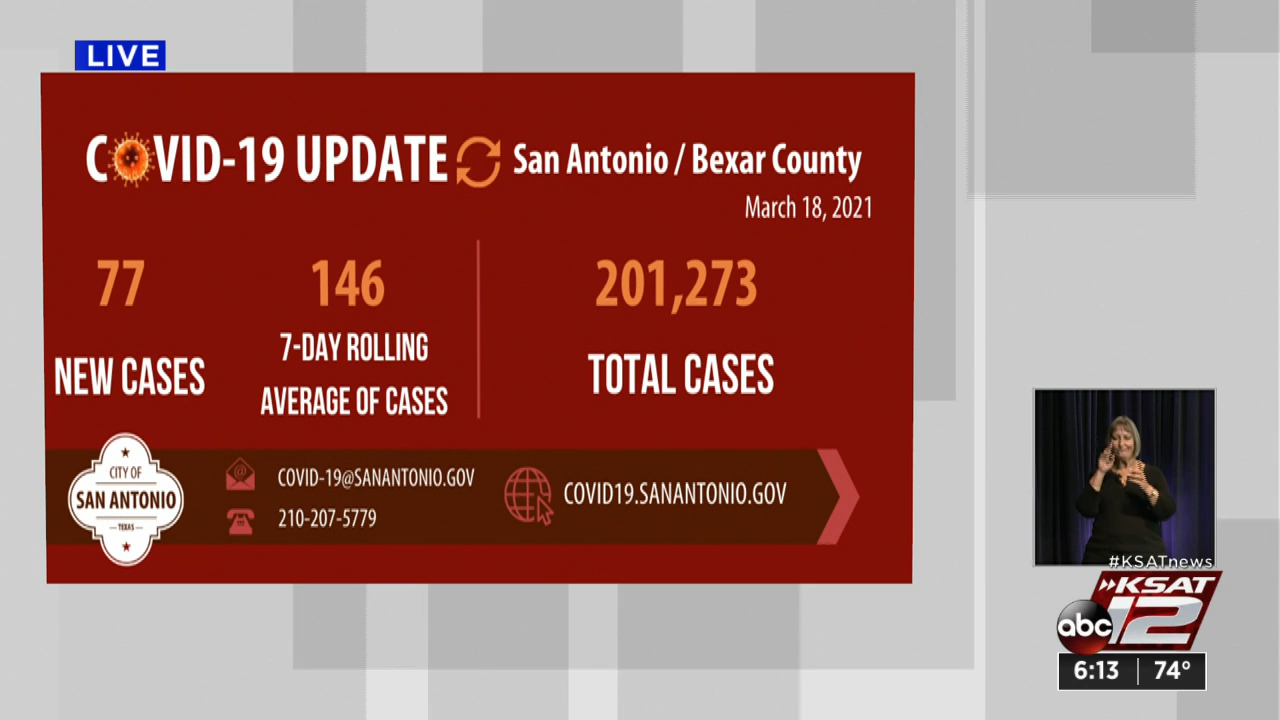 LIVE
COVID-19 UPDATE
San Antonio / Bexar County
March 18, 2021
77
NEW CASES
146
7-DAY ROLLING
AVERAGE OF CASES
201,273
TOTAL CASES
CITY OF
SAN ANTONIO
TEXAS
COVID-19@SANANTONIO.GOV
210-207-5779
COVID19.SANANTONIO.GOV
#KSATnews
KSAT
abc 12
6:13 74°